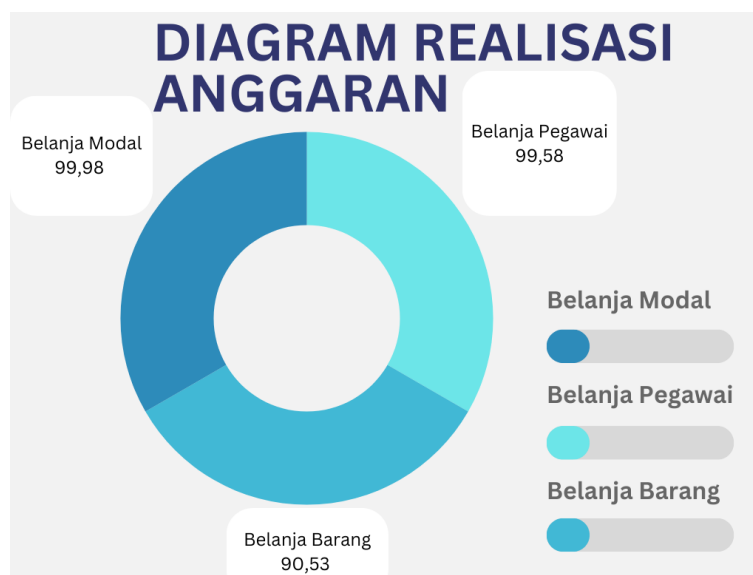 DIAGRAM REALISASI
ANGGARAN
Belanja Modal
99,98
Belanja Pegawai
99,58
Belanja Modal
Belanja Pegawai
Belanja Barang
Belanja Barang
90,53